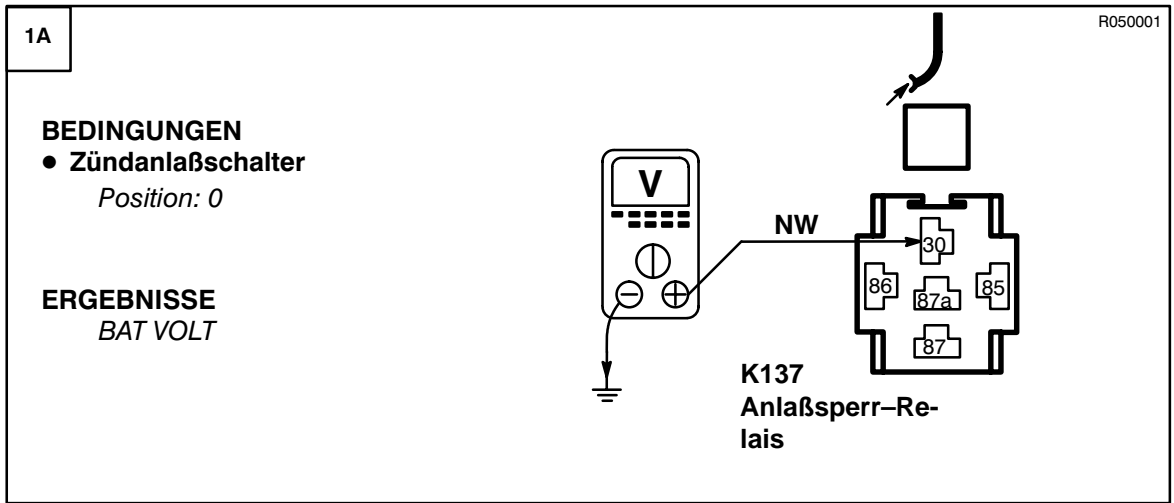 1A
R050001
BEDINGUNGEN
● Zündanlaßschalter
Position: 0
ERGEBNISSE
BAT VOLT
V
NW
30
86
87a
85
87
K137
Anlaßsperr–Re-
lais